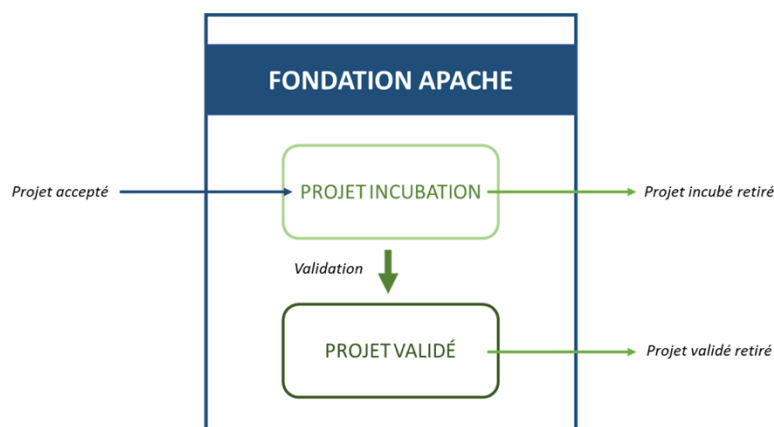 FONDATION APACHE
Projet accepté
PROJET INCUBATION
Projet incubé retiré
Validation
PROJET VALIDÉ
Projet validé retiré